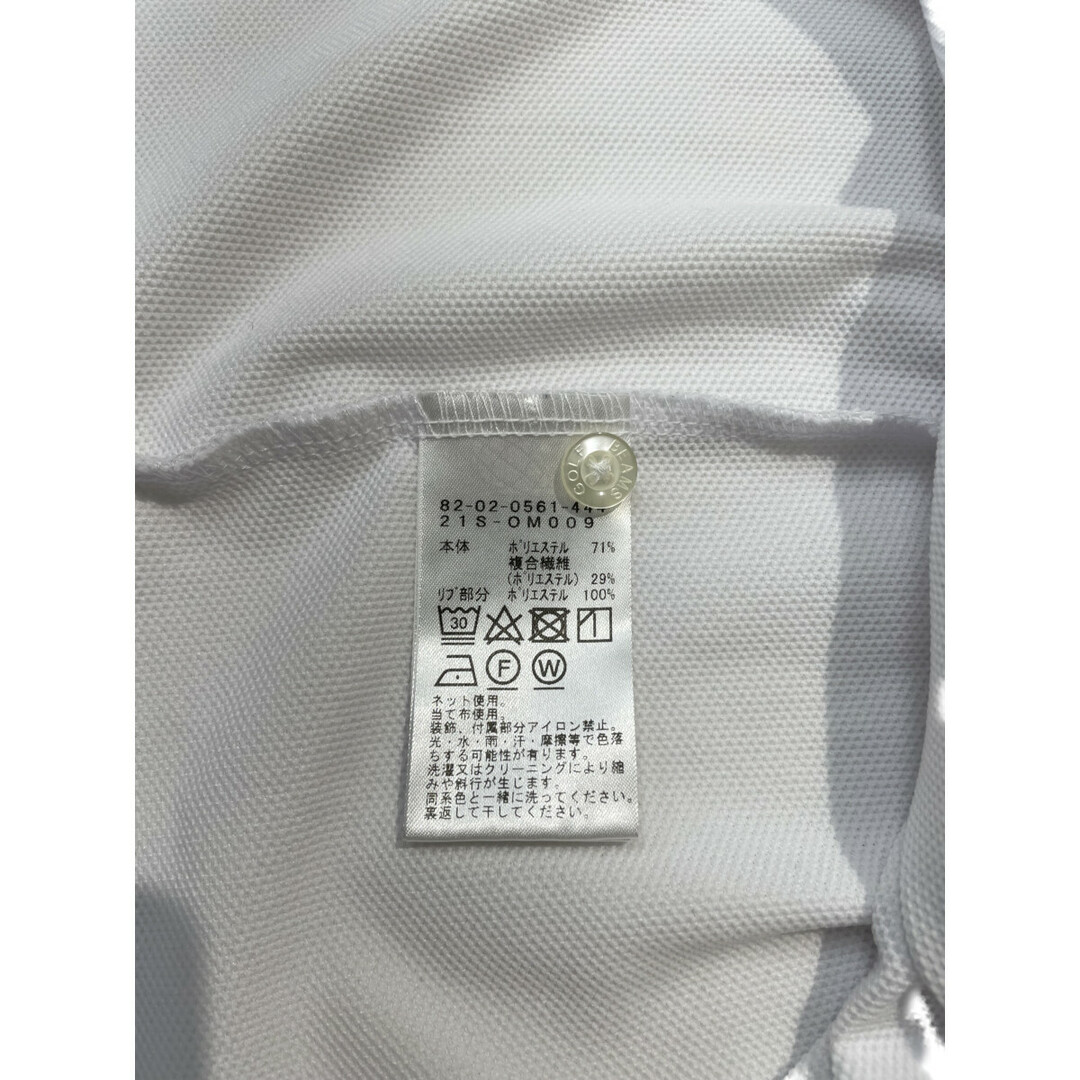 BEAMS GOLF
82-02-0561-44
21S-OM009
本体 ポリエステル 71%
複合繊維
(ポリエステル) 29%
リブ部分 ポリエステル 100%
30
F W
ネット使用。
当て布使用。
装飾、付属部分アイロン禁止。
光・水・雨・汗・摩擦等で色落
ちする可能性が有ります。
洗濯又はクリーニングにより縮
みや斜行が生じます。
同系色と一緒に洗ってください。
裏返して干してください。